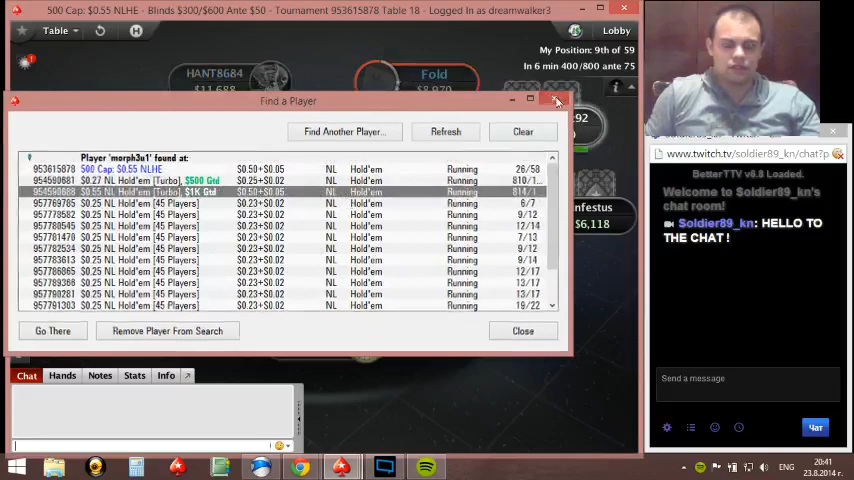 500 Cap: $0.55 NLHE - Blinds $300/$600 Ante $50 - Tournament 953615878 Table 18 - Logged In as dreamwalker3
Table
H
Lobby
My Position: 9th of 59
In 6 min 400/800 ante 75
HANT8684
$11,688
Fold
$8,970
Find a Player
Find Another Player...
Refresh
Clear
Player 'morph3u1' found at:
953615878 500 Cap: $0.55 NLHE $0.50+$0.05 NL Hold'em Running 26/58
954590681 $0.27 NL Hold'em [Turbo], $500 Gtd $0.25+$0.02 NL Hold'em Running 810/1...
954590688 $0.55 NL Hold'em [Turbo], $1K Gtd $0.50+$0.05 NL Hold'em Running 814/1
957769785 $0.25 NL Hold'em [45 Players] $0.23+$0.02 NL Hold'em Running 6/7
957778582 $0.25 NL Hold'em [45 Players] $0.23+$0.02 NL Hold'em Running 9/12
957780545 $0.25 NL Hold'em [45 Players] $0.23+$0.02 NL Hold'em Running 12/14
957781470 $0.25 NL Hold'em [45 Players] $0.23+$0.02 NL Hold'em Running 7/13
957782534 $0.25 NL Hold'em [45 Players] $0.23+$0.02 NL Hold'em Running 9/12
957783613 $0.25 NL Hold'em [45 Players] $0.23+$0.02 NL Hold'em Running 9/14
957786865 $0.25 NL Hold'em [45 Players] $0.23+$0.02 NL Hold'em Running 12/17
957787263 $0.25 NL Hold'em [45 Players] $0.23+$0.02 NL Hold'em Running 13/17
957790281 $0.25 NL Hold'em [45 Players] $0.23+$0.02 NL Hold'em Running 13/17
957791303 $0.25 NL Hold'em [45 Players] $0.23+$0.02 NL Hold'em Running 19/22
Go There
Remove Player From Search
Close
:92
nfestus
$6,118
Chat Hands Notes Stats Info
www.twitch.tv/soldier89_kn/chat?p
BetterTTV v6.8 Loaded.
Welcome to Soldier89_kn's
chat room!
Soldier89_kn: HELLO TO
THE CHAT !
Send a message
Чат
ENG
20:41
23.8.2014 г.